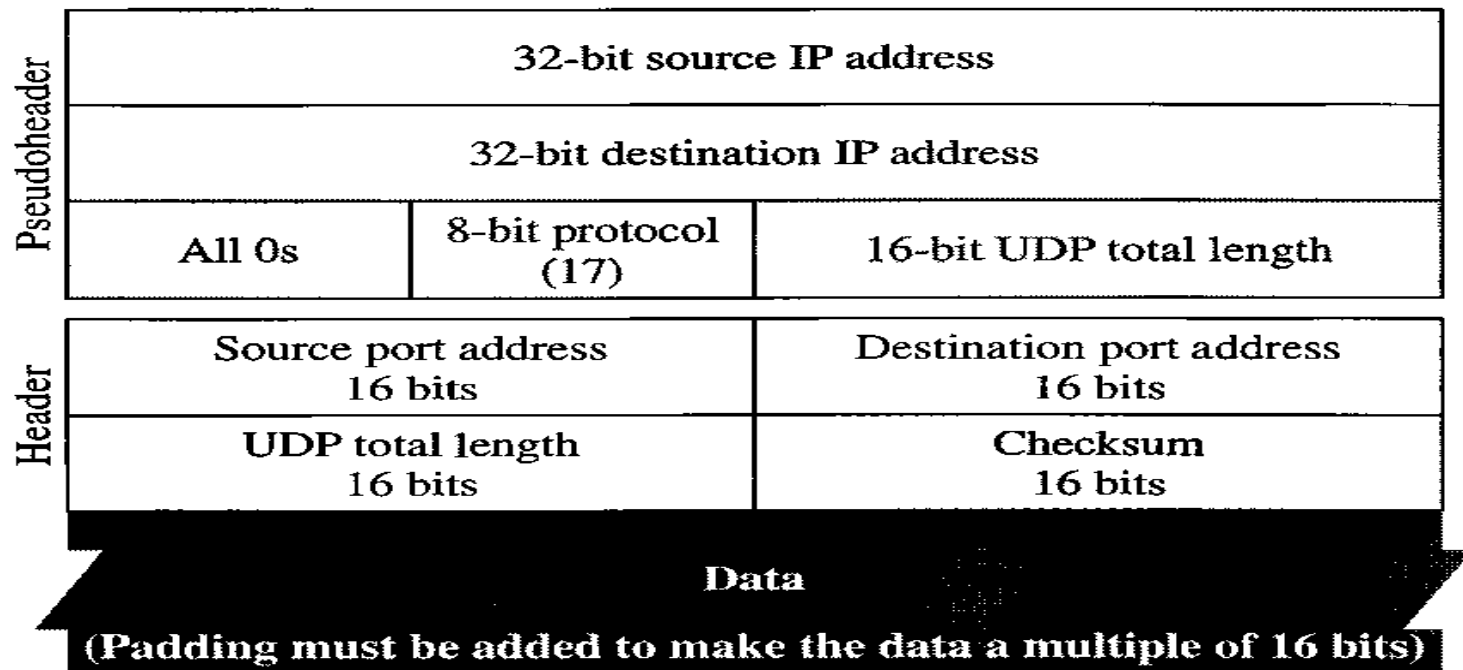 Pseudoheader
32-bit source IP address
32-bit destination IP address
All 0s
8-bit protocol
(17)
16-bit UDP total length
Header
Source port address
16 bits
Destination port address
16 bits
UDP total length
16 bits
Checksum
16 bits
Data
(Padding must be added to make the data a multiple of 16 bits)